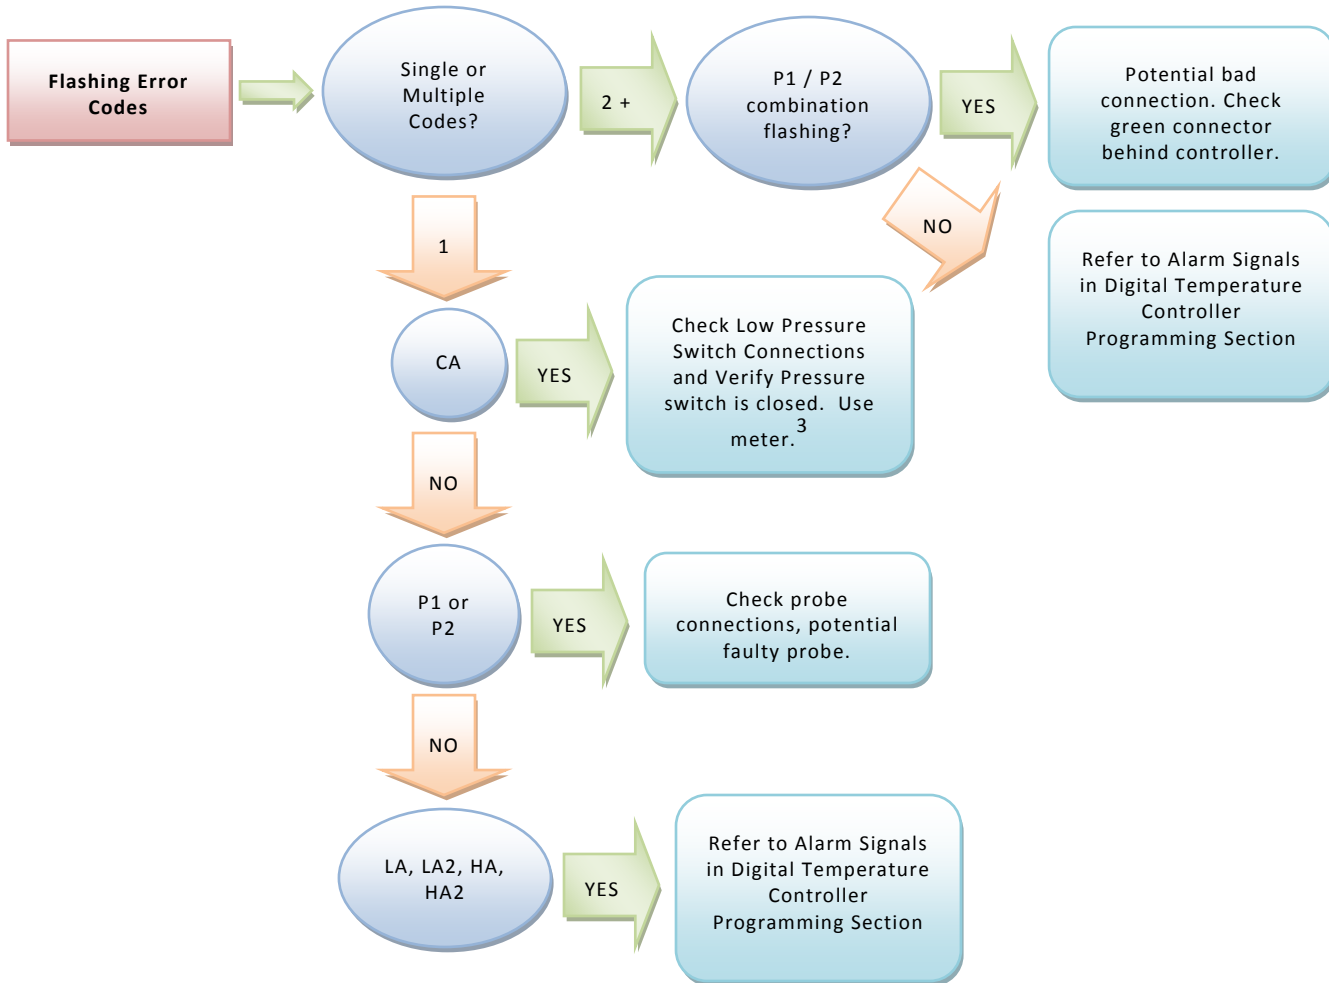 Flashing Error
Codes
Single or
Multiple
Codes?
2 +
P1 / P2
combination
flashing?
YES
Potential bad
connection. Check
green connector
behind controller.
NO
Refer to Alarm Signals
in Digital Temperature
Controller
Programming Section
1
CA
YES
Check Low Pressure
Switch Connections
and Verify Pressure
switch is closed. Use
meter.3
NO
P1 or
P2
YES
Check probe
connections, potential
faulty probe.
NO
LA, LA2, HA,
HA2
YES
Refer to Alarm Signals
in Digital Temperature
Controller
Programming Section